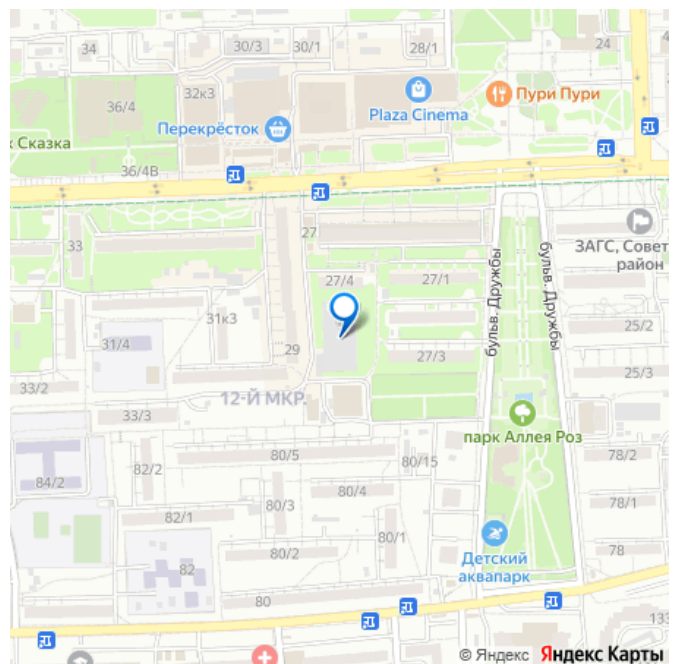 34
30/3
30/1
28/1
24
36/4
32к3
Plaza Cinema
Пури Пури
Перекрёсток
к Сказка
36/4В
27
33
ЗАГС, Совет
район
бульв. Дружбы
бульв. Дружбы
27/4
27/1
31к3
25/2
31/4
29
27/3
25/3
33/2
12-Й МКР.
33/3
парк Аллея Роз
80/5
80/15
78/2
82/2
84/2
80/4
80/3
78/1
82/1
80/1
80/2
78
Детский
аквапарк
82
80
133
© Яндекс Яндекс Карты